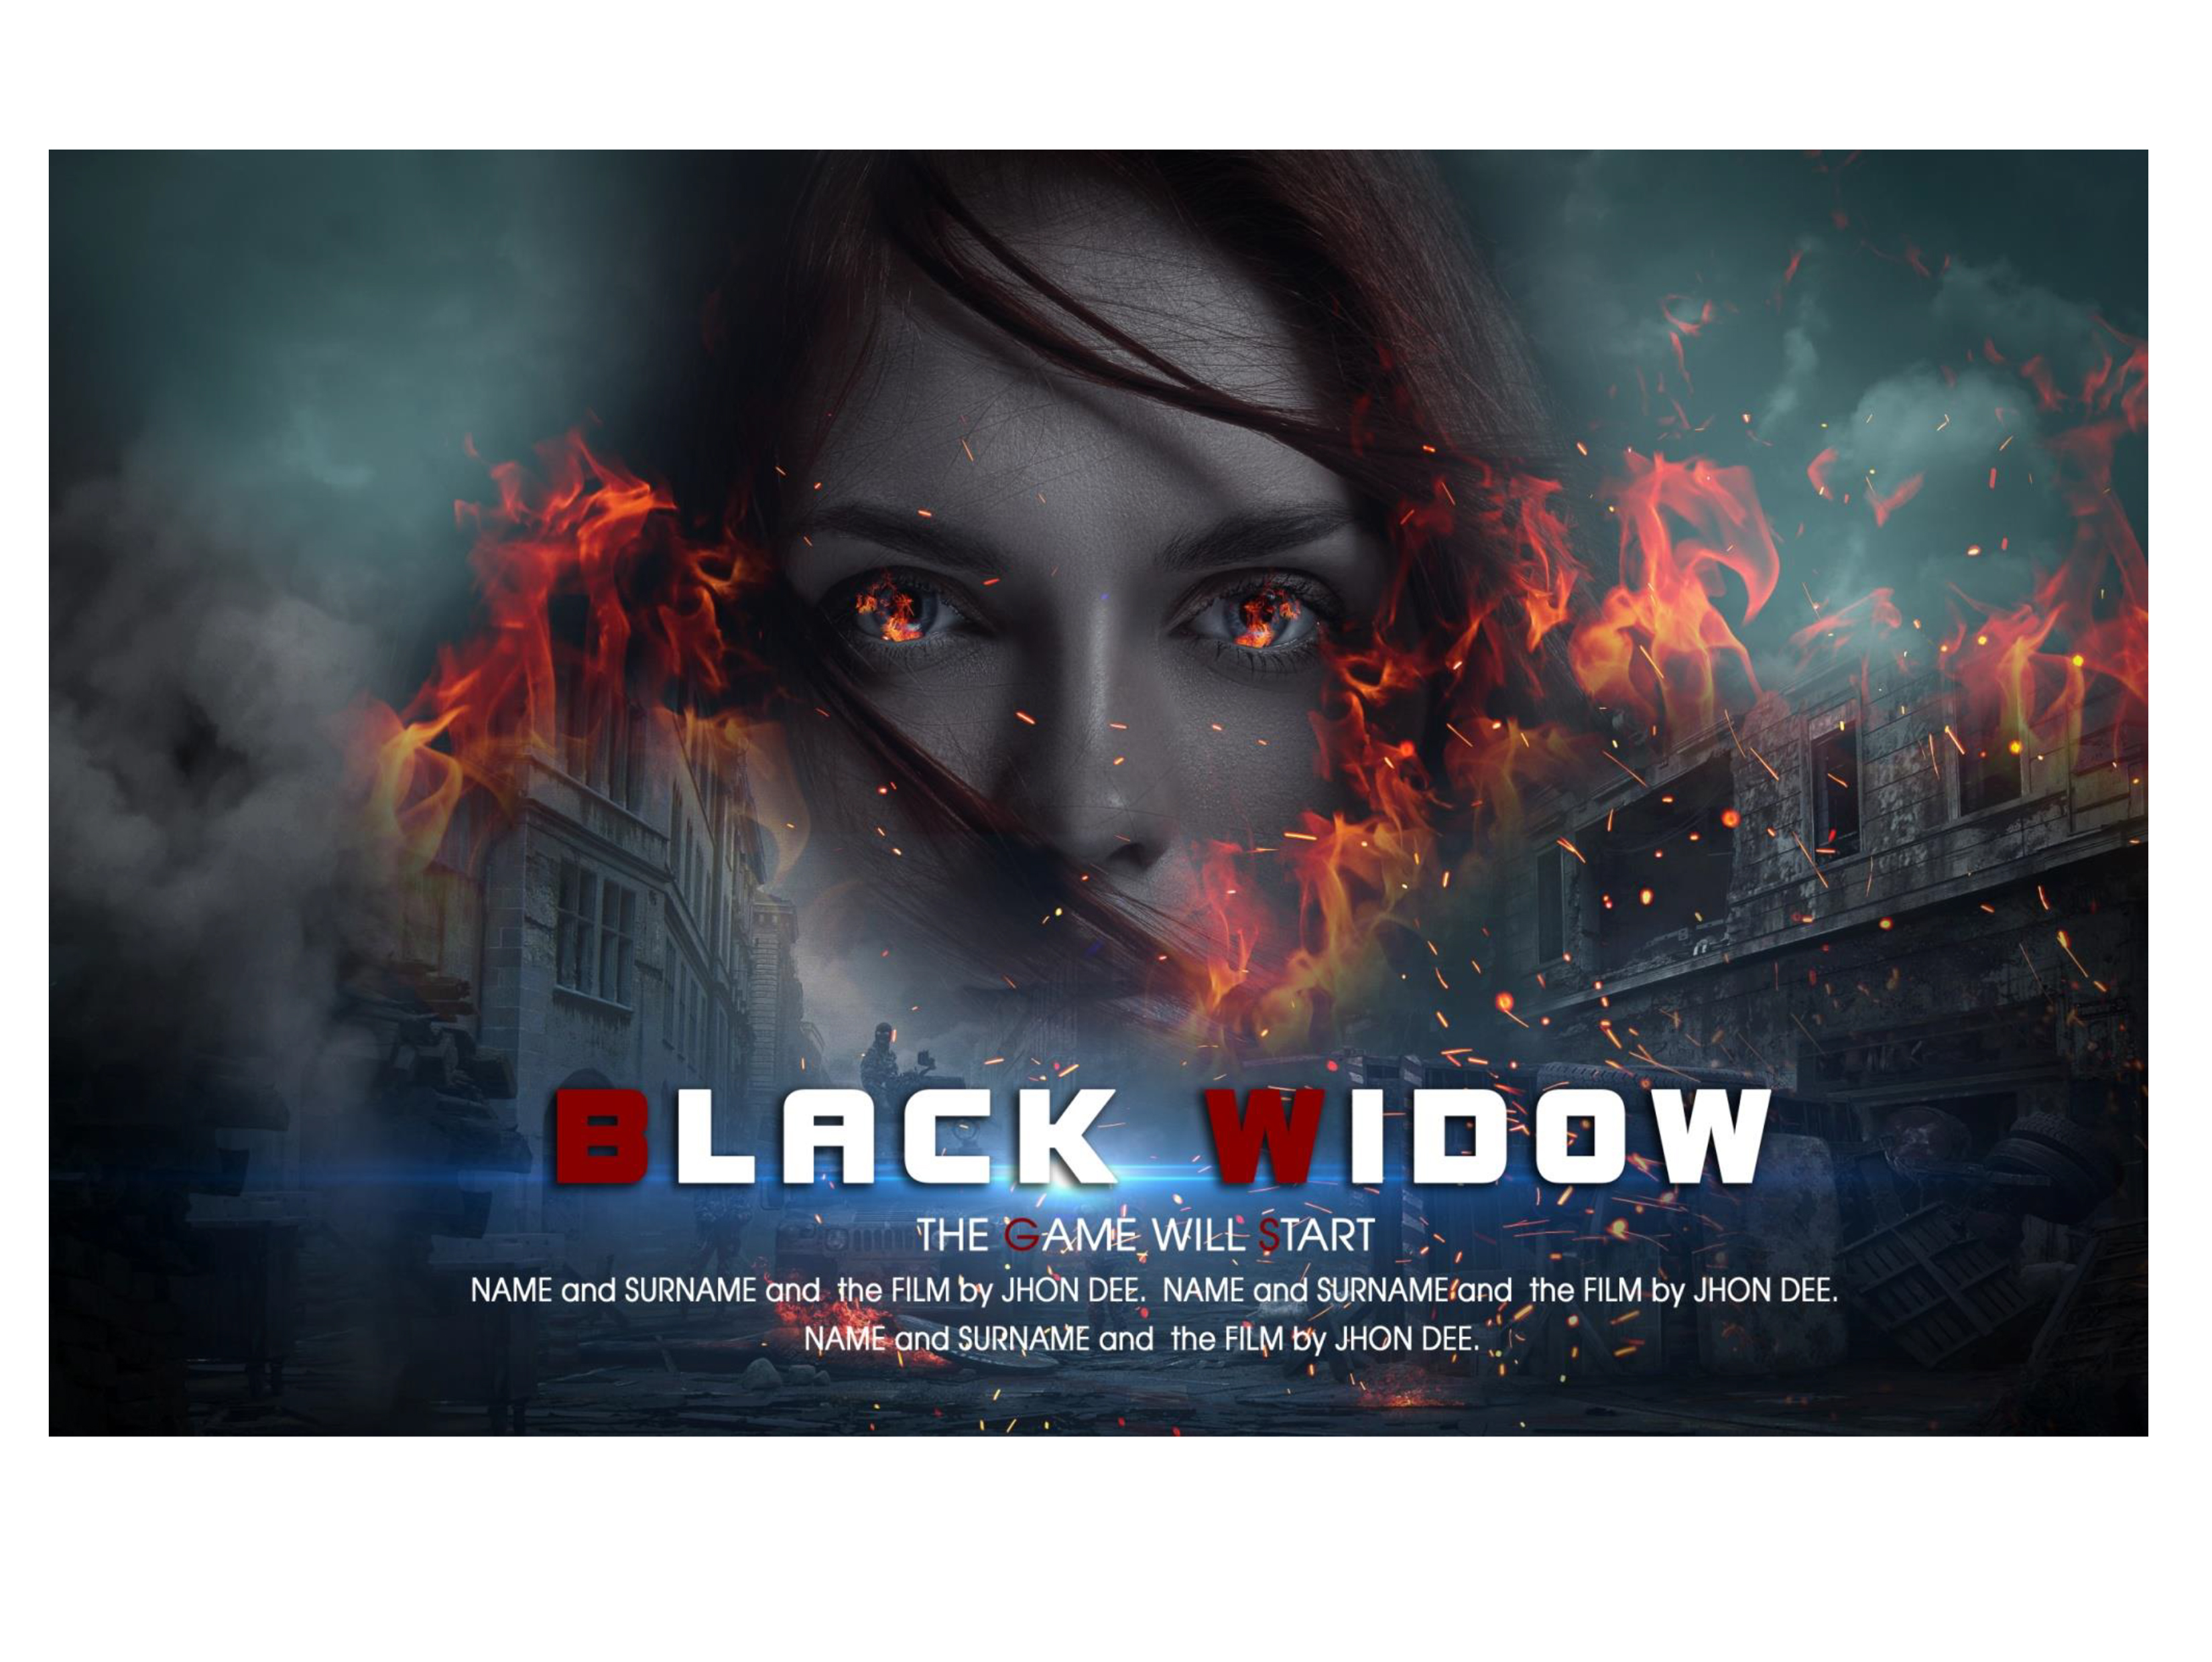 BLACK WIDOW
THE GAME WILL START
NAME and SURNAME and the FILM by JHON DEE. NAME and SURNAME and the FILM by JHON DEE.
NAME and SURNAME and the FILM by JHON DEE.